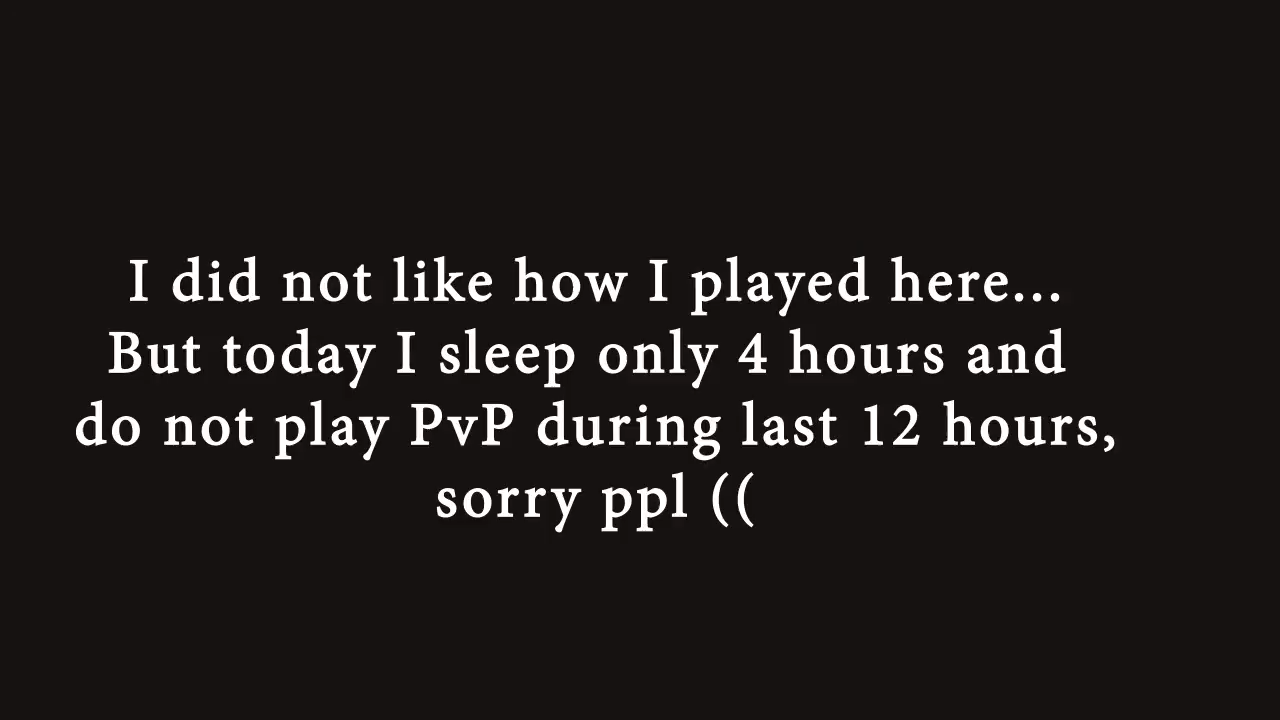 I did not like how I played here...
But today I sleep only 4 hours and
do not play PvP during last 12 hours,
sorry ppl ((